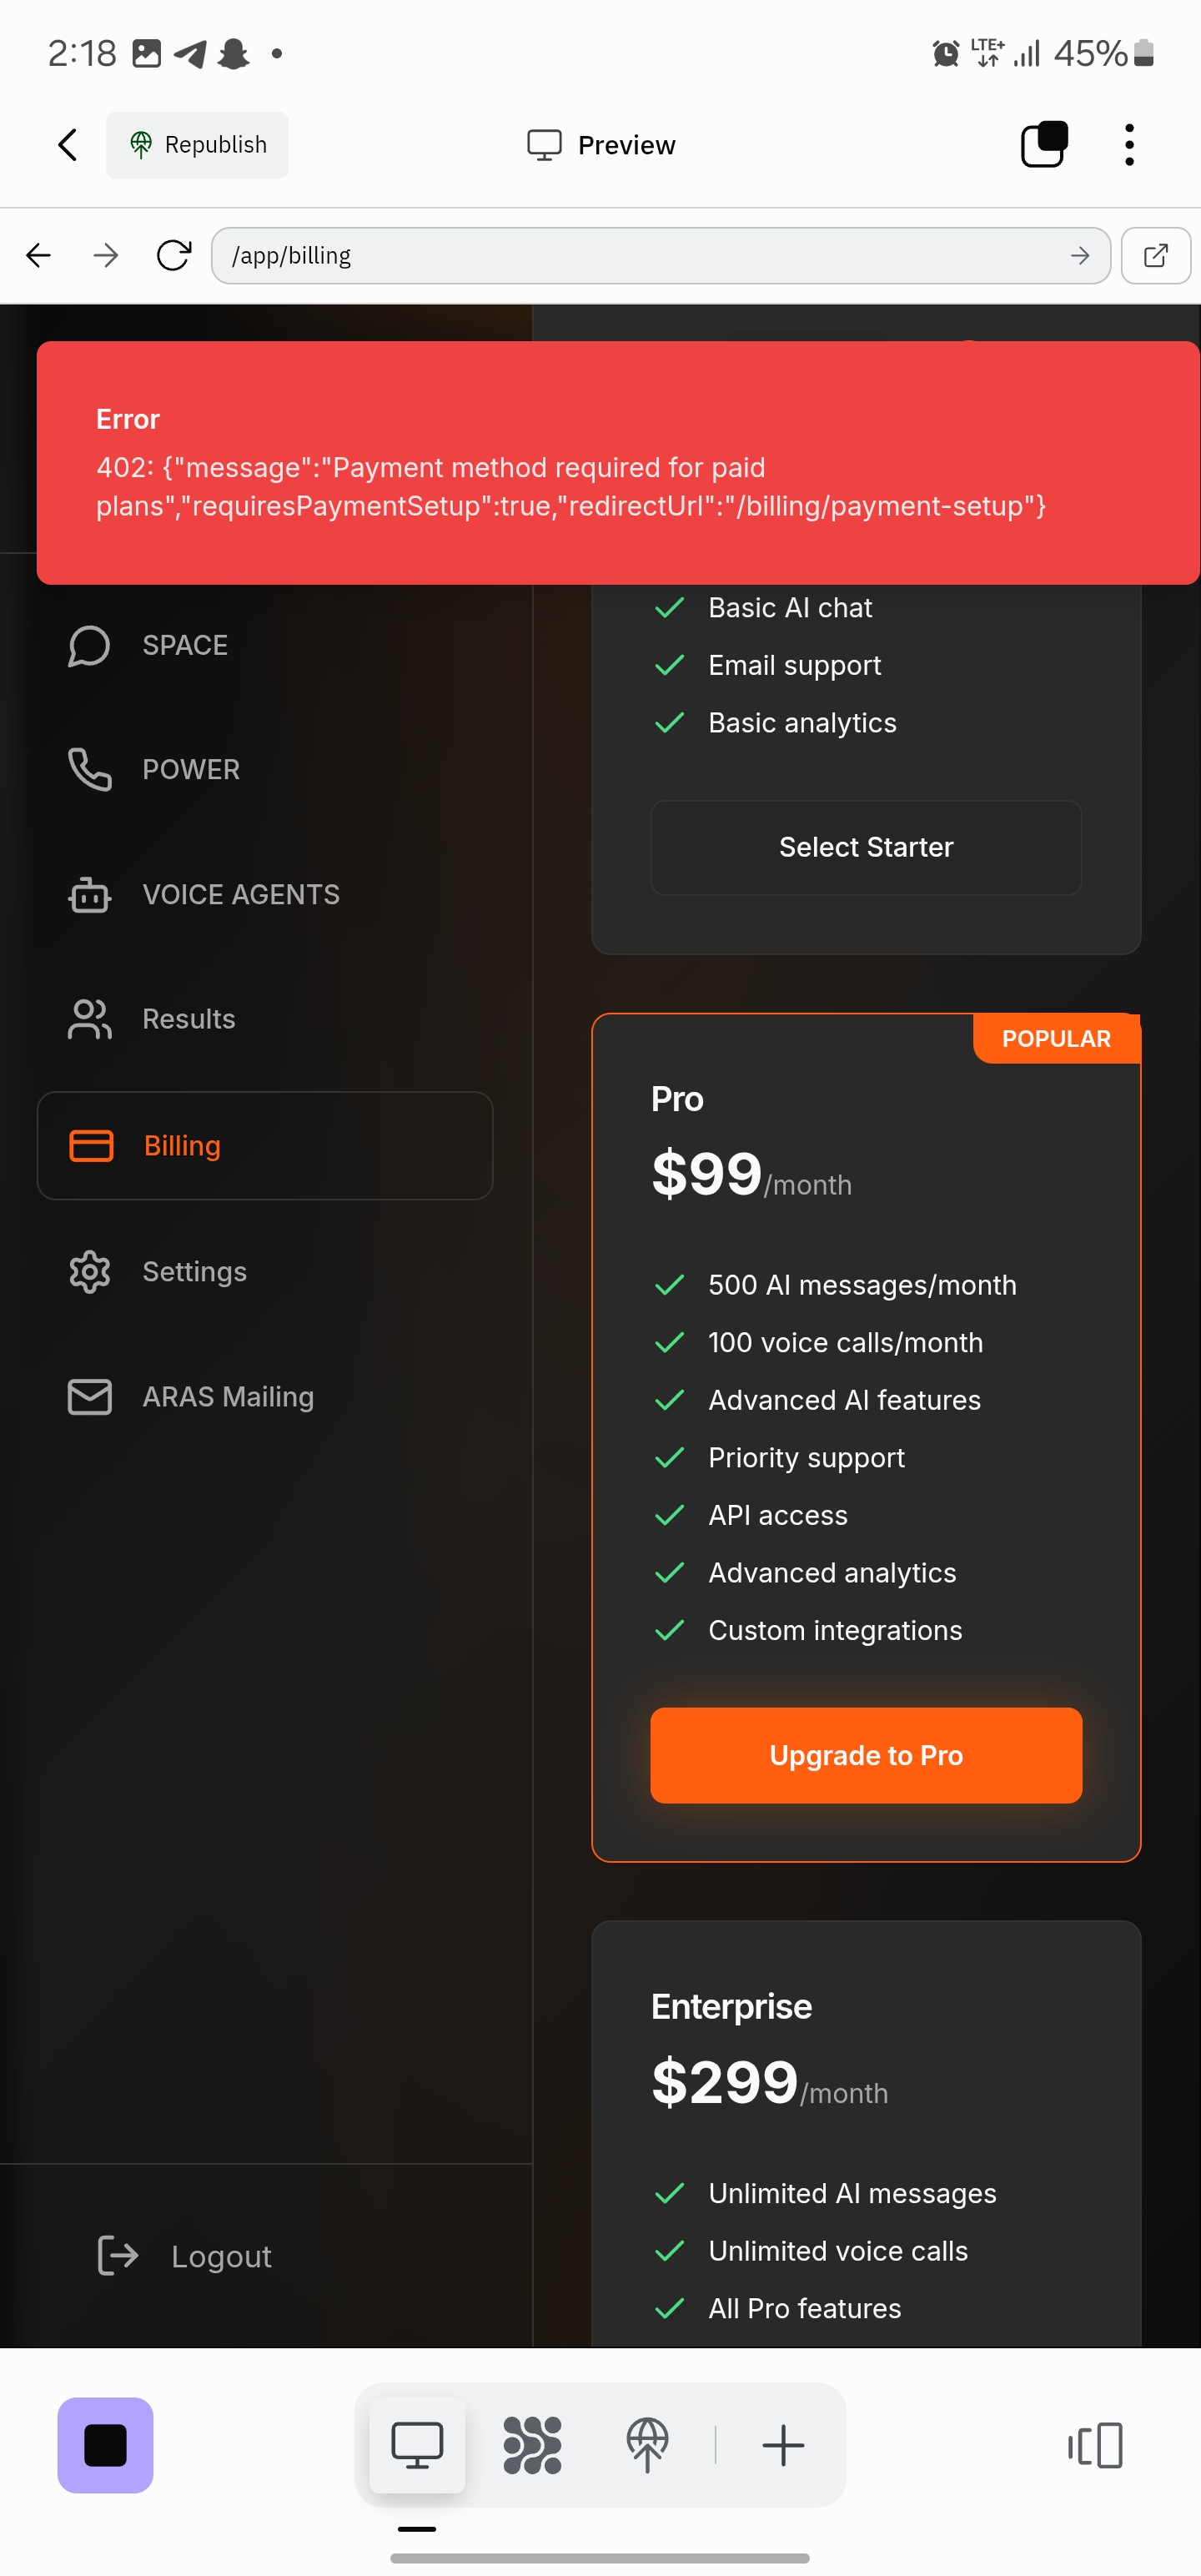 2:18
LTE+
45%
Republish
Preview
/app/billing
Error
402: {"message":"Payment method required for paid
plans","requiresPaymentSetup":true,"redirectUrl":"/billing/payment-setup"}
SPACE
POWER
VOICE AGENTS
Results
Billing
Settings
ARAS Mailing
Logout
Basic AI chat
Email support
Basic analytics
Select Starter
POPULAR
Pro
$99/month
500 AI messages/month
100 voice calls/month
Advanced AI features
Priority support
API access
Advanced analytics
Custom integrations
Upgrade to Pro
Enterprise
$299/month
Unlimited AI messages
Unlimited voice calls
All Pro features